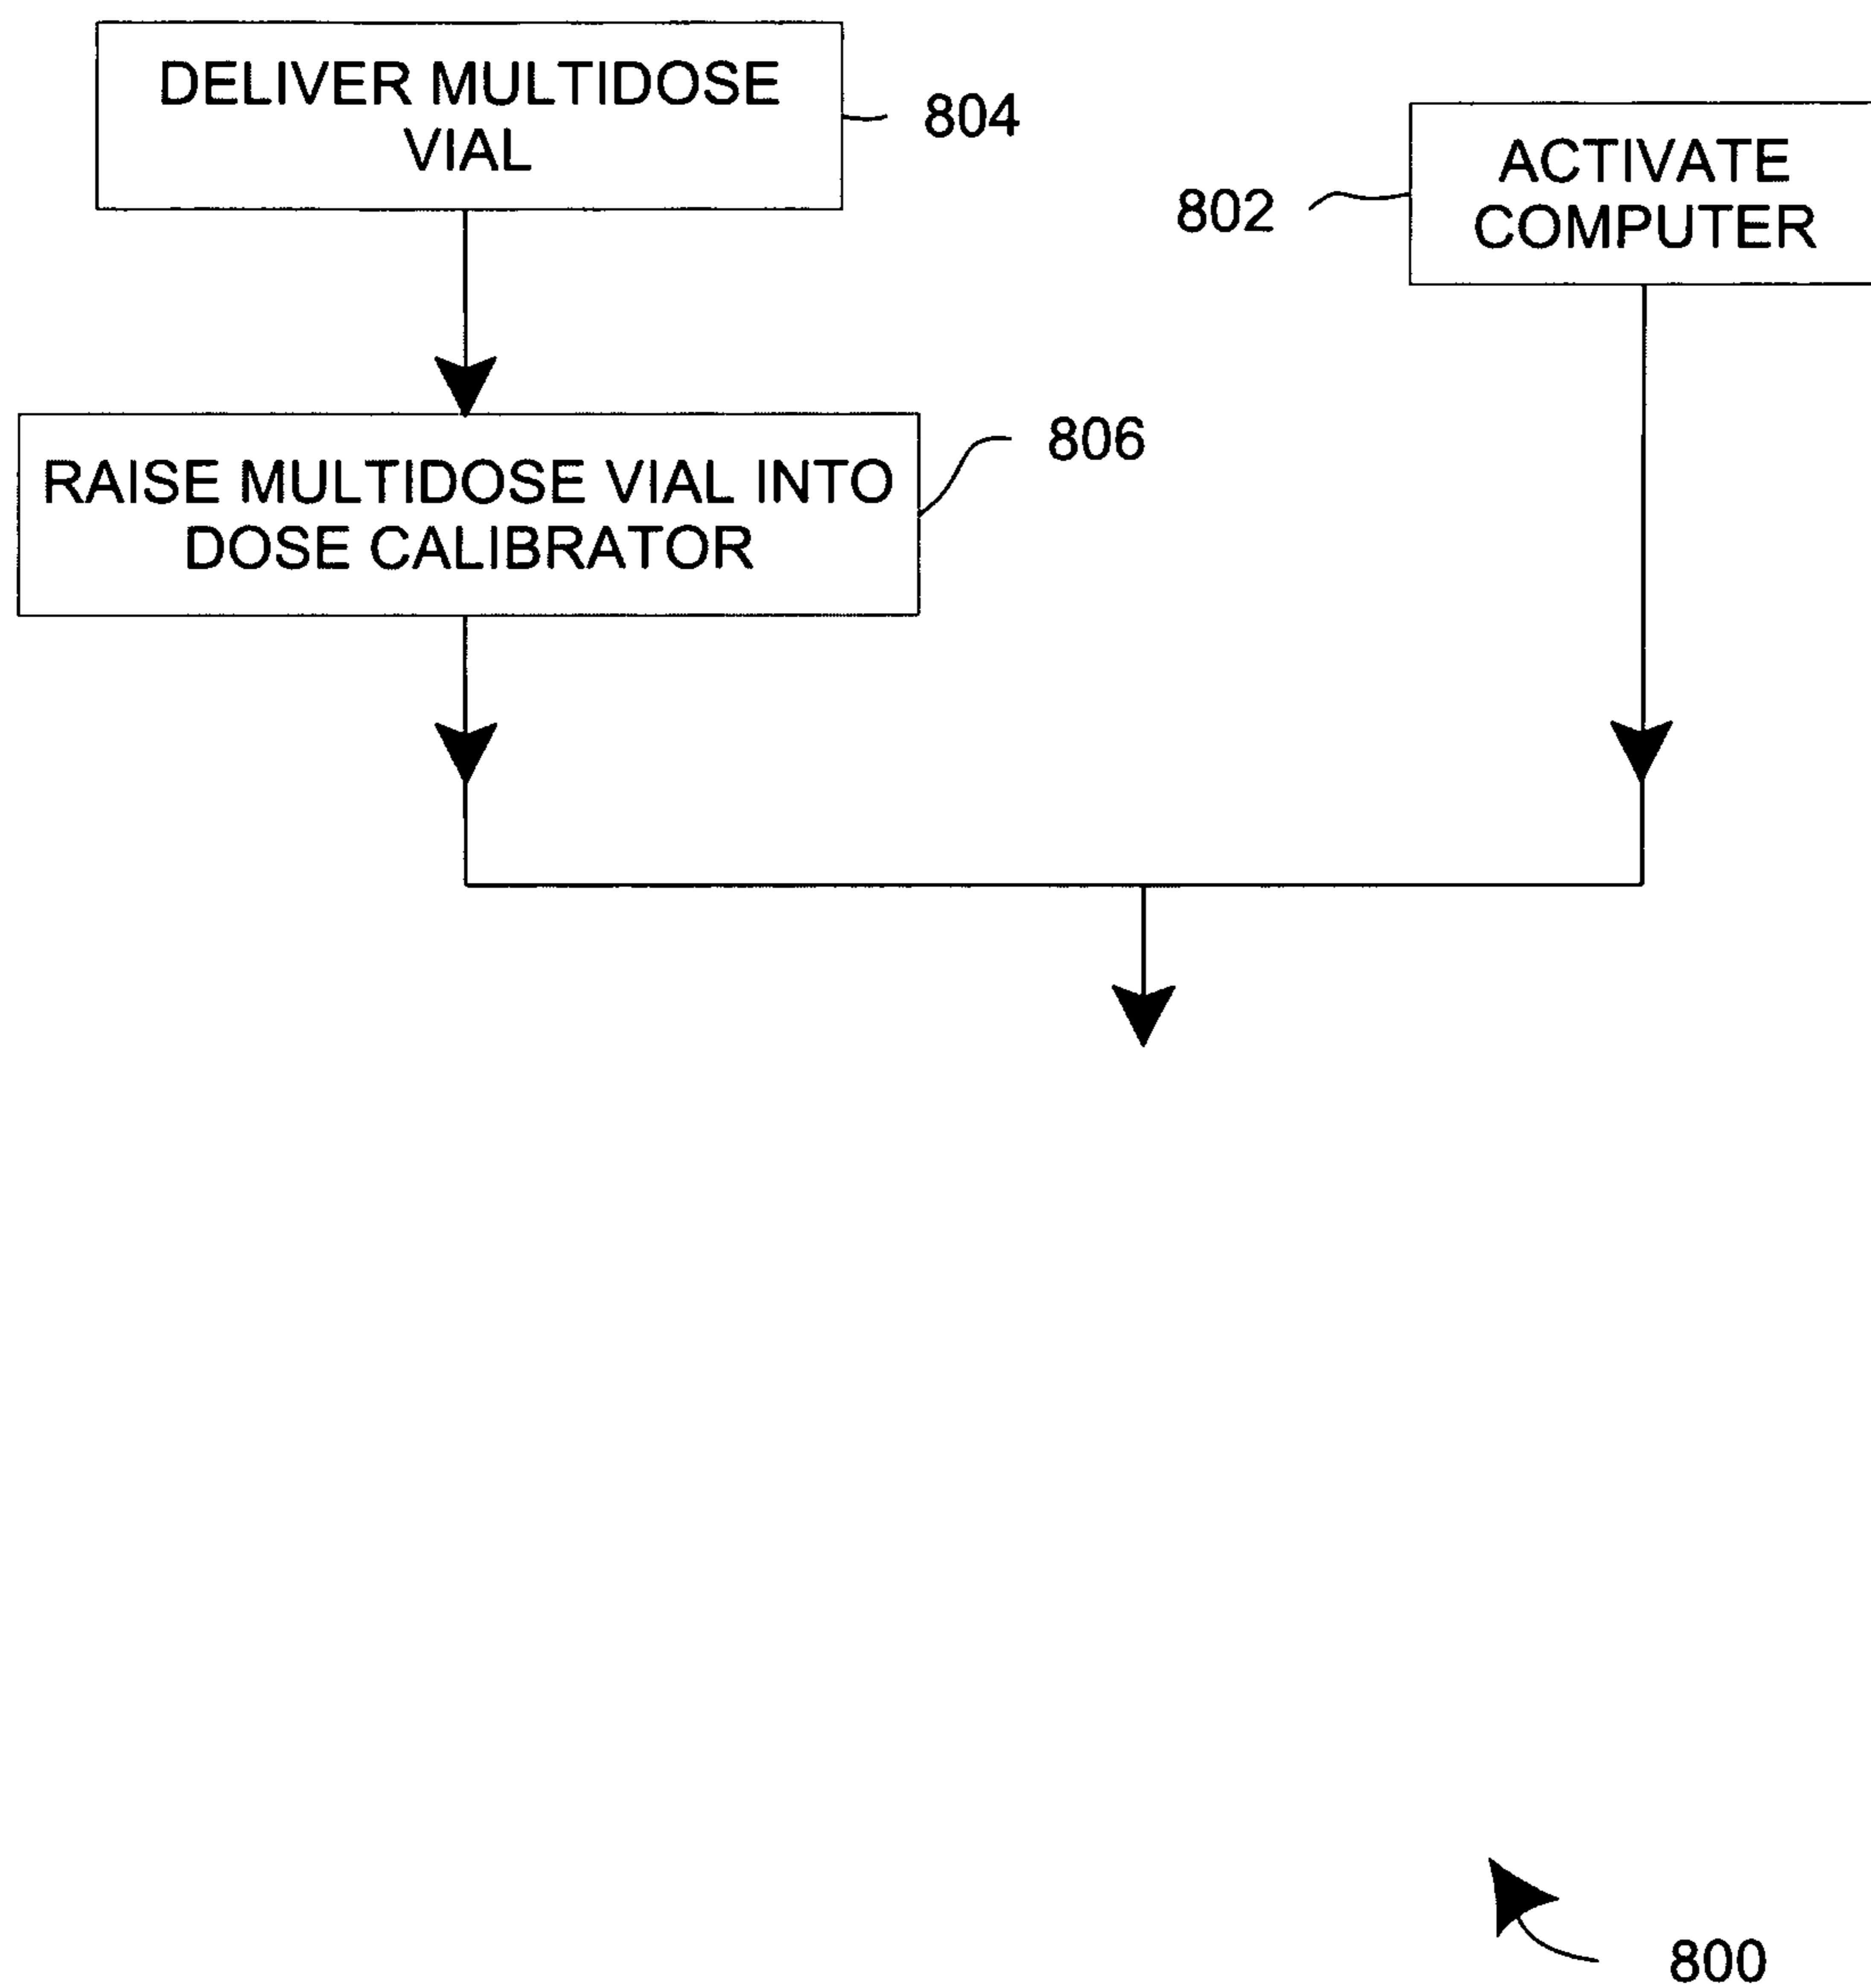 DELIVER MULTIDOSE
VIAL
804
802
ACTIVATE
COMPUTER
RAISE MULTIDOSE VIAL INTO
DOSE CALIBRATOR
806
800